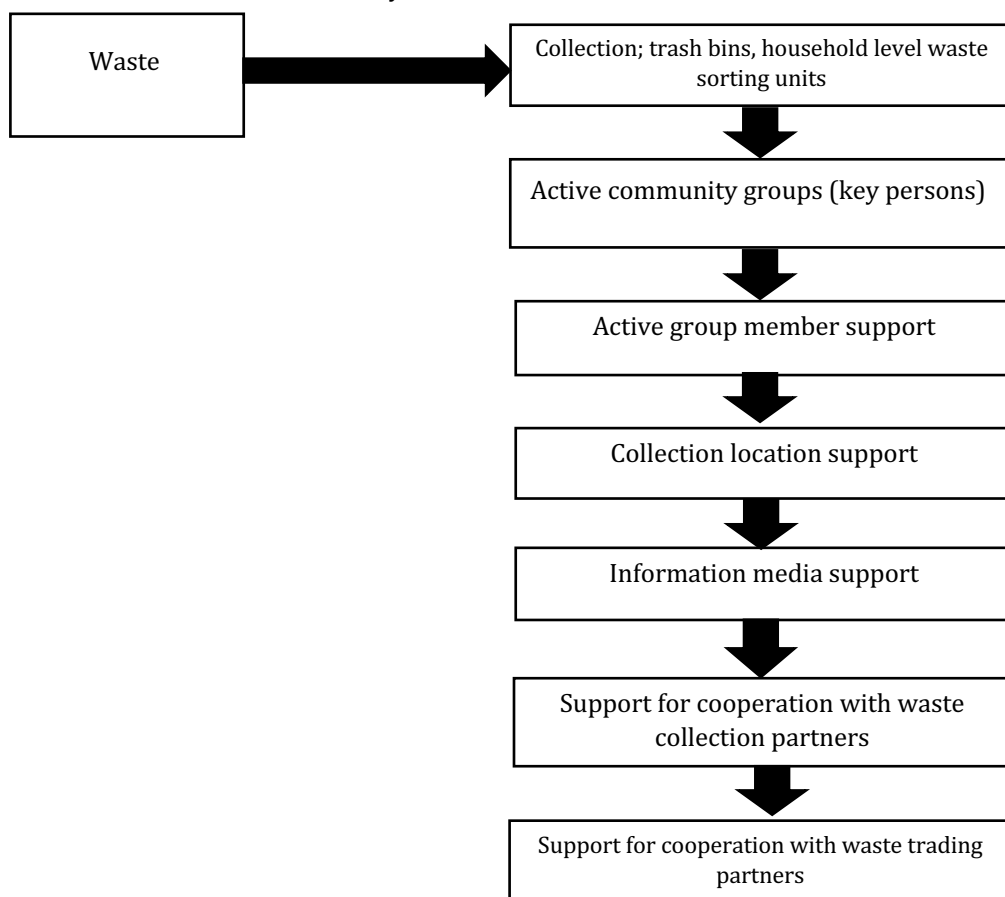 Waste
Collection; trash bins, household level waste
sorting units
Active community groups (key persons)
Active group member support
Collection location support
Information media support
Support for cooperation with waste
collection partners
Support for cooperation with waste trading
partners